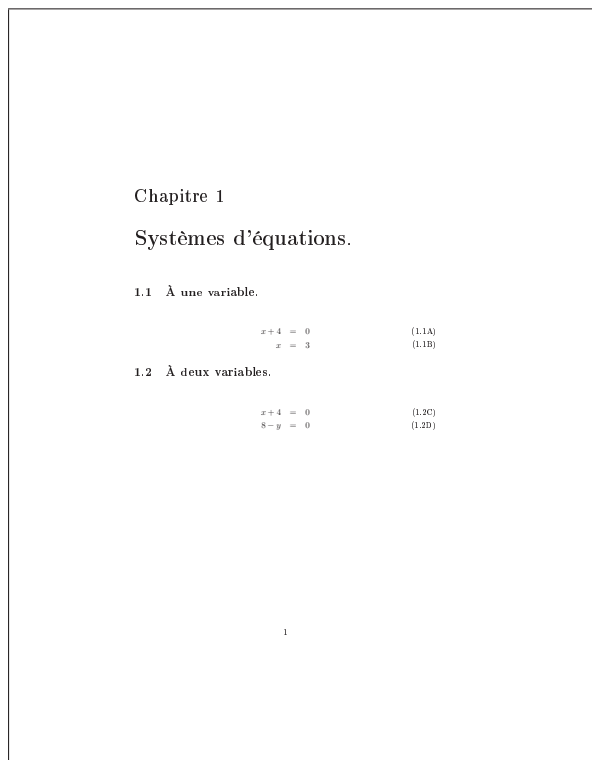 Chapitre 1
Systèmes d'équations.
1.1 À une variable.
x + 4 = 0 (1.1A)
x = 3 (1.1B)
1.2 À deux variables.
x + 4 = 0 (1.2C)
8 − y = 0 (1.2D)
1